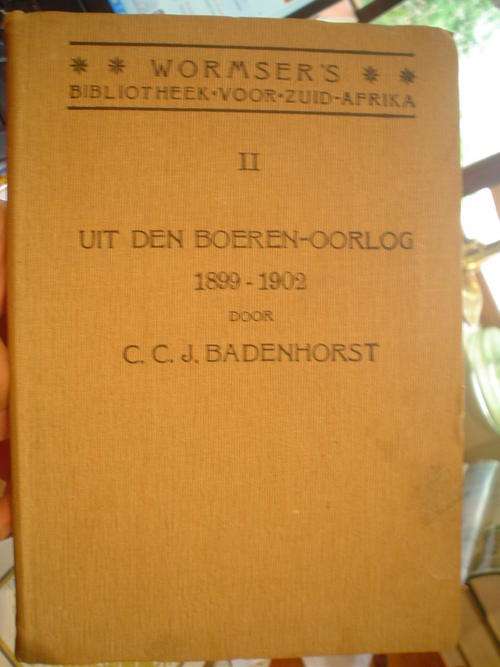 WORMSER'S
BIBLIOTHEEK·VOOR·ZUID-AFRIKA
II
UIT DEN BOEREN-OORLOG
1899-1902
DOOR
C. C. J. BADENHORST